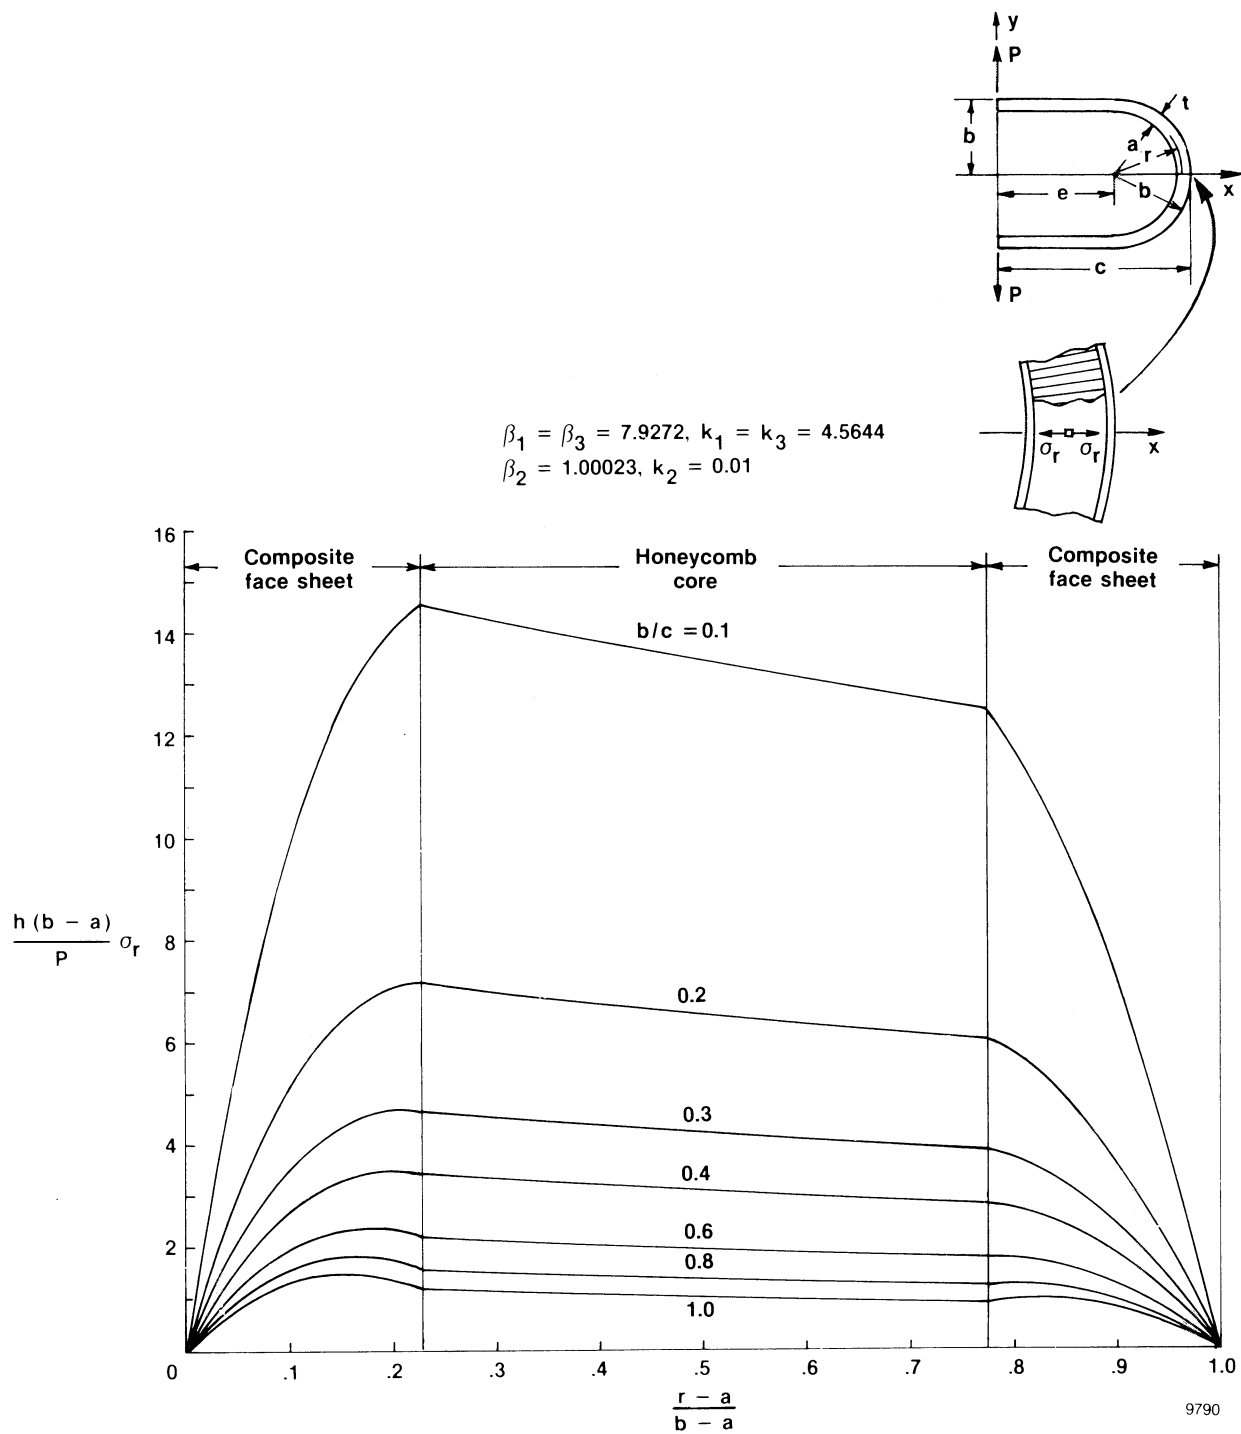 y
P
t
b
a
r
e
b
x
c
P
β1 = β3 = 7.9272, k1 = k3 = 4.5644
β2 = 1.00023, k2 = 0.01
σr σr x
16
14
12
10
8
6
4
2
0
Composite
face sheet
Honeycomb
core
Composite
face sheet
b/c = 0.1
0.2
0.3
0.4
0.6
0.8
1.0
h (b − a)
P
σr
.1 .2 .3 .4 .5 .6 .7 .8 .9 1.0
r − a
b − a
9790